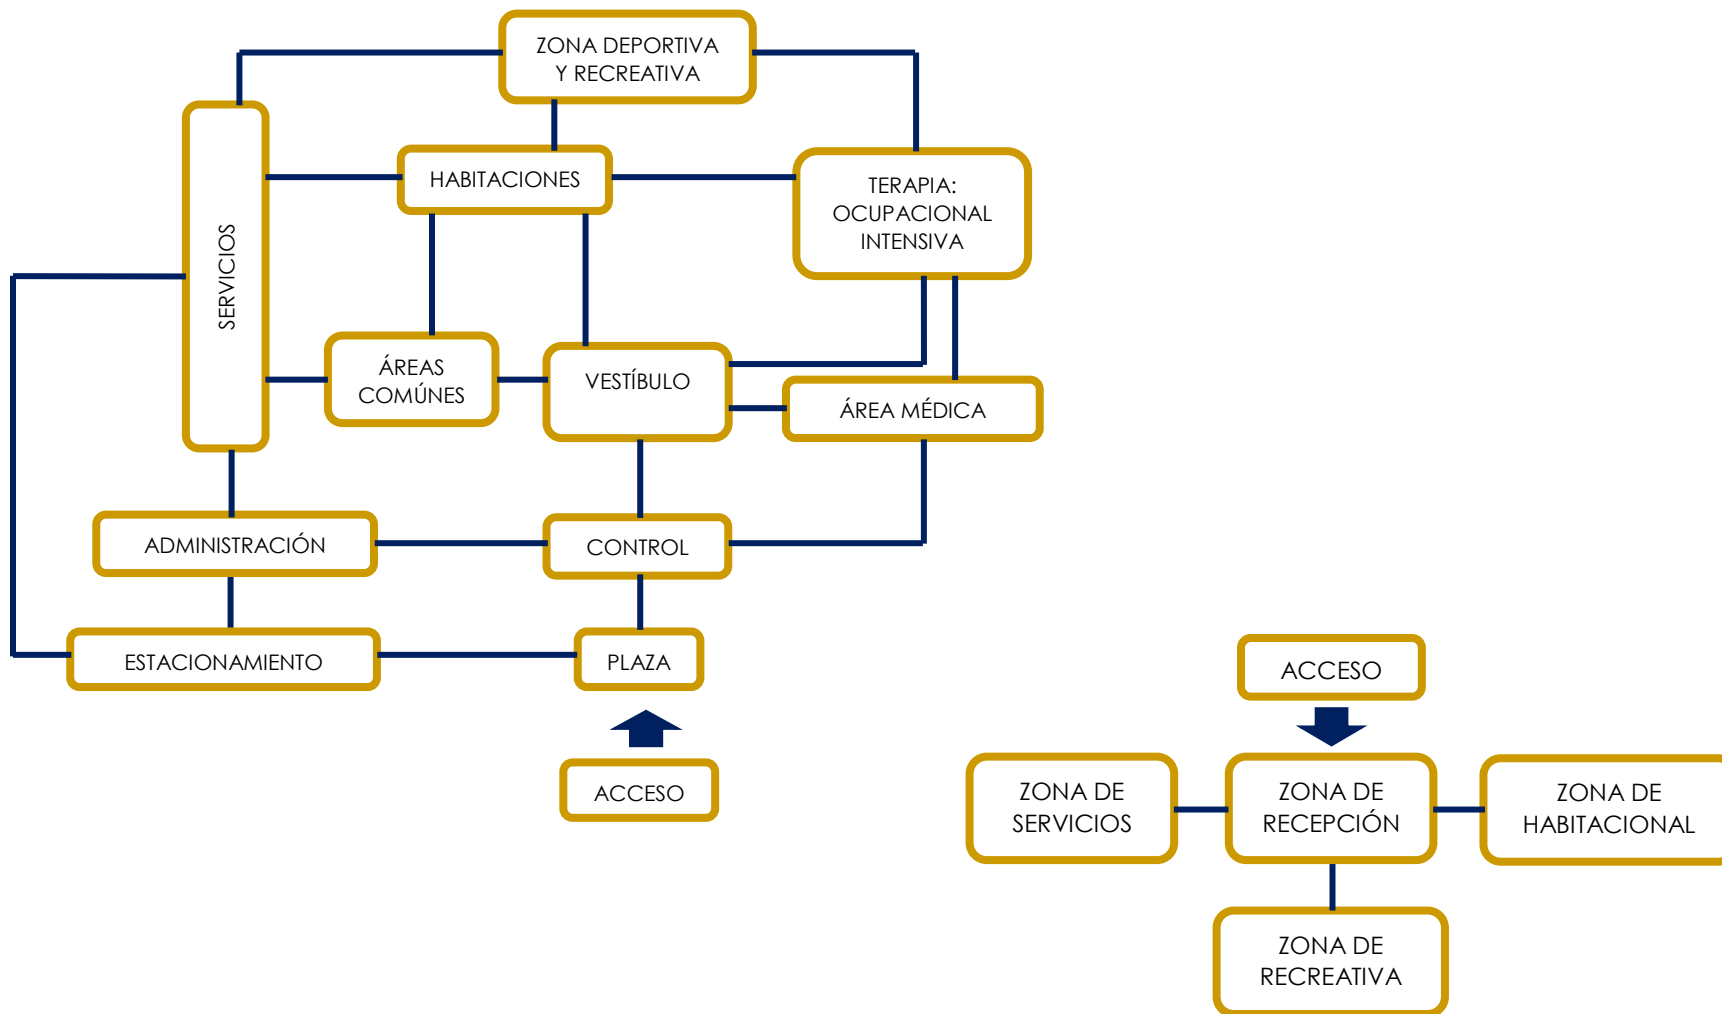 ZONA DEPORTIVA
Y RECREATIVA
HABITACIONES
TERAPIA:
OCUPACIONAL
INTENSIVA
SERVICIOS
ÁREAS
COMÚNES
VESTÍBULO
ÁREA MÉDICA
ADMINISTRACIÓN
CONTROL
ESTACIONAMIENTO
PLAZA
ACCESO
ACCESO
ZONA DE
SERVICIOS
ZONA DE
RECEPCIÓN
ZONA DE
HABITACIONAL
ZONA DE
RECREATIVA